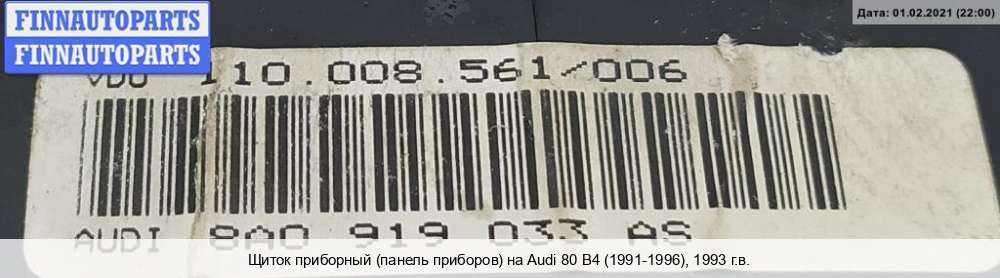 FINNAUTOPARTS
FINNAUTOPARTS
Дата: 01.02.2021 (22:00)
VDO 110.008.561/006
AUDI 8A0 919 033 AS
Щиток приборный (панель приборов) на Audi 80 B4 (1991-1996), 1993 г.в.